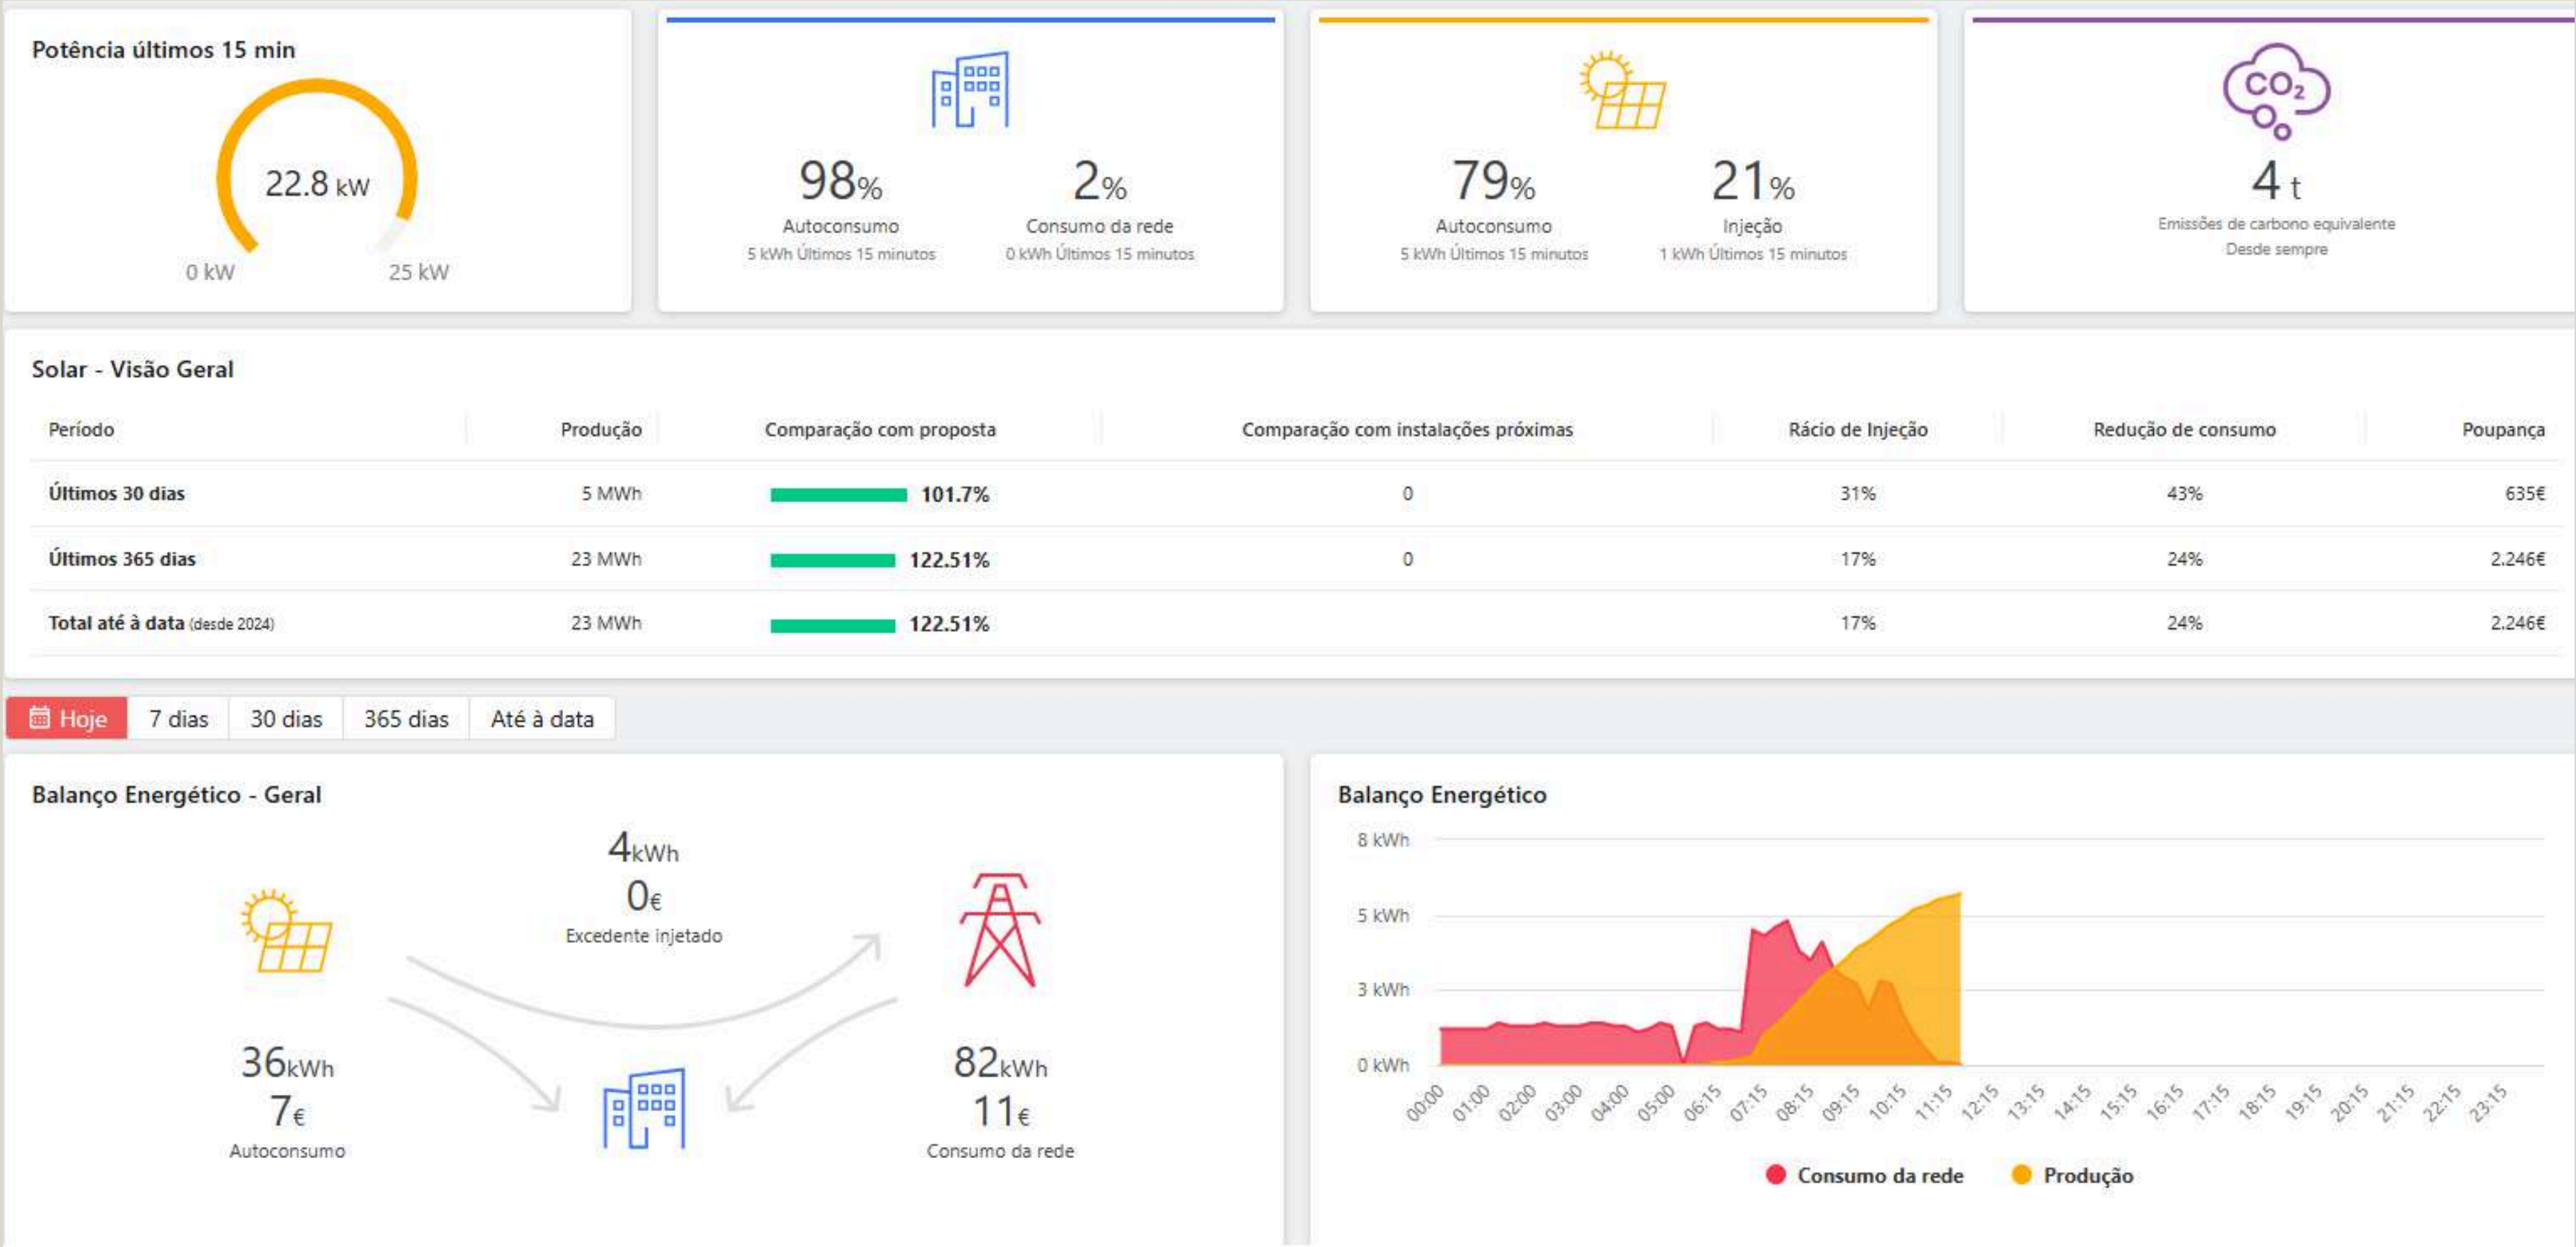 Potência últimos 15 min
22.8 kW
0 kW
25 kW
98%
Autoconsumo
5 kWh Últimos 15 minutos
2%
Consumo da rede
0 kWh Últimos 15 minutos
79%
Autoconsumo
5 kWh Últimos 15 minutos
21%
Injeção
1 kWh Últimos 15 minutos
CO₂
4 t
Emissões de carbono equivalente
Desde sempre
Solar - Visão Geral
Período Produção Comparação com proposta Comparação com instalações próximas Rácio de Injeção Redução de consumo Poupança
Últimos 30 dias 5 MWh 101.7% 0 31% 43% 635€
Últimos 365 dias 23 MWh 122.51% 0 17% 24% 2.246€
Total até à data (desde 2024) 23 MWh 122.51% 17% 24% 2.246€
Hoje 7 dias 30 dias 365 dias Até à data
Balanço Energético - Geral
4kWh
0€
Excedente injetado
36kWh
7€
Autoconsumo
82kWh
11€
Consumo da rede
Balanço Energético
8 kWh
5 kWh
3 kWh
0 kWh
00:00 01:00 02:00 03:00 04:00 05:00 06:15 07:15 08:15 09:15 10:15 11:15 12:15 13:15 14:15 15:15 16:15 17:15 18:15 19:15 20:15 21:15 22:15 23:15
Consumo da rede Produção